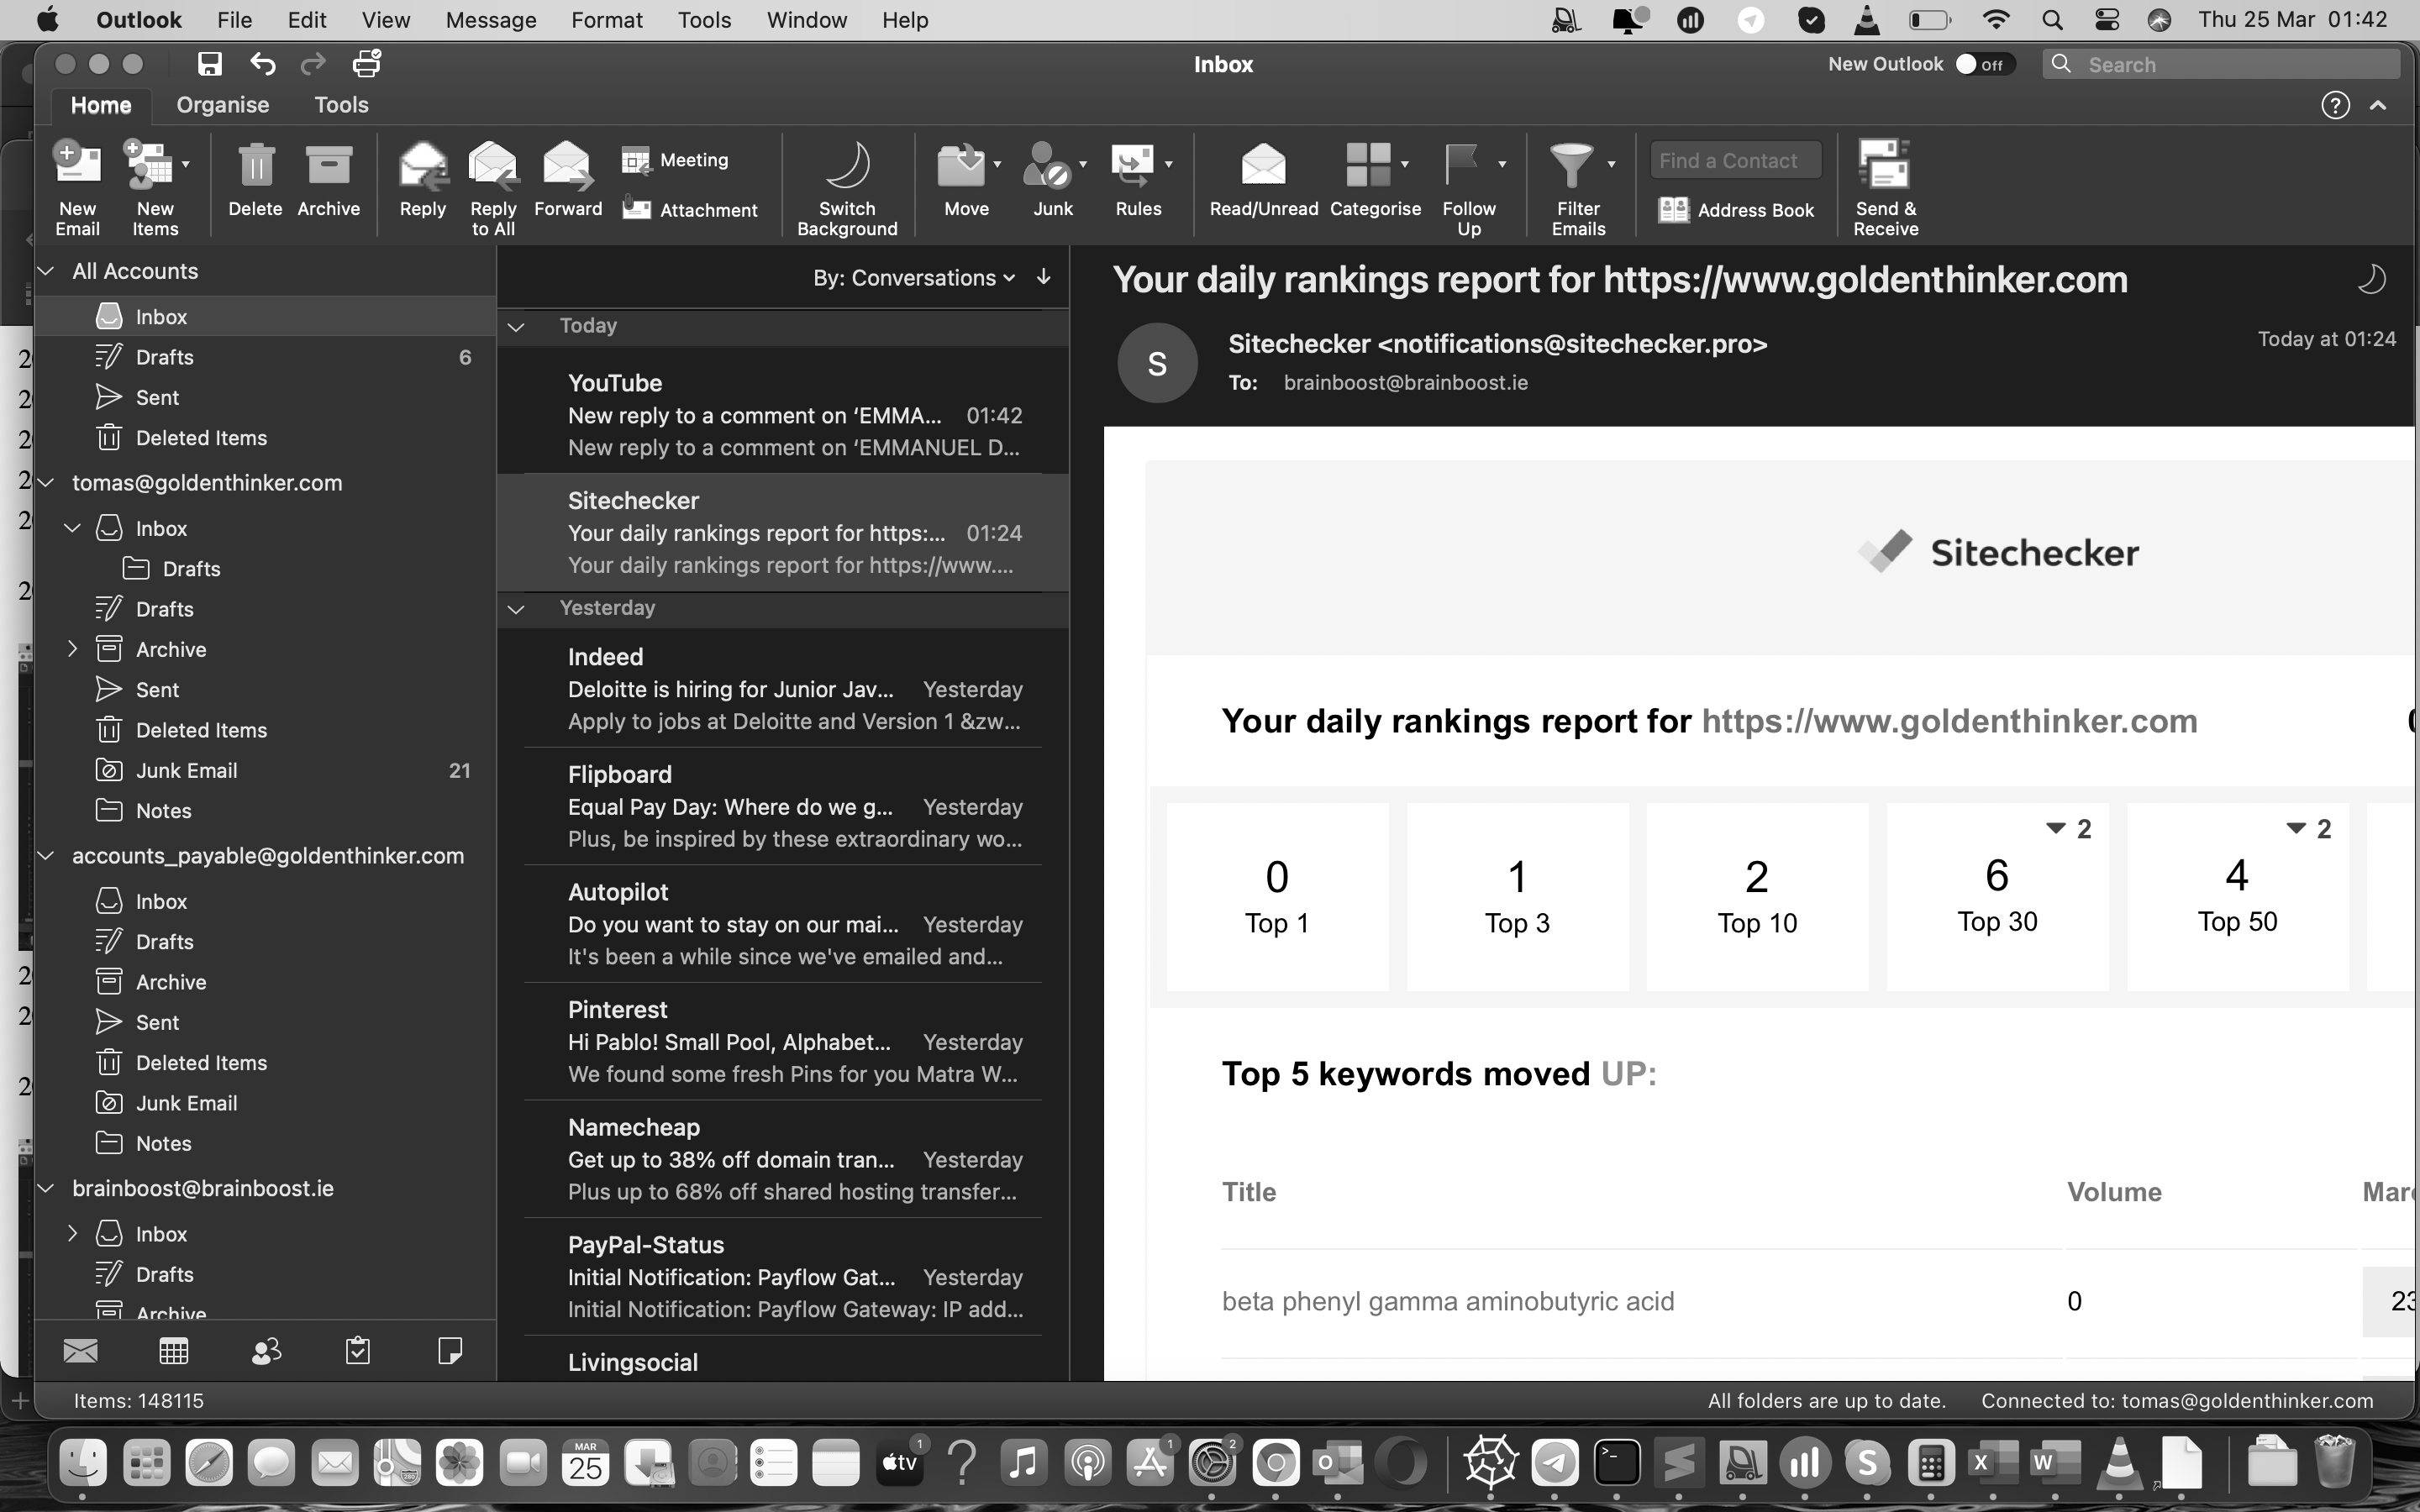 Outlook File Edit View Message Format Tools Window Help Thu 25 Mar 01:42
Inbox New Outlook Off Search
Home Organise Tools
New Email
New Items
Delete
Archive
Reply
Reply to All
Forward
Meeting
Attachment
Switch Background
Move
Junk
Rules
Read/Unread
Categorise
Follow Up
Filter Emails
Find a Contact
Address Book
Send & Receive
All Accounts
Inbox
Drafts 6
Sent
Deleted Items
tomas@goldenthinker.com
Inbox
Drafts
Drafts
Archive
Sent
Deleted Items
Junk Email 21
Notes
accounts_payable@goldenthinker.com
Inbox
Drafts
Archive
Sent
Deleted Items
Junk Email
Notes
brainboost@brainboost.ie
Inbox
Drafts
Archive
By: Conversations
Today
YouTube
New reply to a comment on ‘EMMA... 01:42
New reply to a comment on ‘EMMANUEL D...
Sitechecker
Your daily rankings report for https:... 01:24
Your daily rankings report for https://www....
Yesterday
Indeed
Deloitte is hiring for Junior Jav... Yesterday
Apply to jobs at Deloitte and Version 1 &zw...
Flipboard
Equal Pay Day: Where do we g... Yesterday
Plus, be inspired by these extraordinary wo...
Autopilot
Do you want to stay on our mai... Yesterday
It's been a while since we've emailed and...
Pinterest
Hi Pablo! Small Pool, Alphabet... Yesterday
We found some fresh Pins for you Matra W...
Namecheap
Get up to 38% off domain tran... Yesterday
Plus up to 68% off shared hosting transfer...
PayPal-Status
Initial Notification: Payflow Gat... Yesterday
Initial Notification: Payflow Gateway: IP add...
Livingsocial
Your daily rankings report for https://www.goldenthinker.com
S
Sitechecker <notifications@sitechecker.pro>
Today at 01:24
To: brainboost@brainboost.ie
Sitechecker
Your daily rankings report for https://www.goldenthinker.com
0
Top 1
1
Top 3
2
Top 10
2
6
Top 30
2
4
Top 50
Top 5 keywords moved UP:
Title Volume
beta phenyl gamma aminobutyric acid 0
Items: 148115
All folders are up to date. Connected to: tomas@goldenthinker.com
MAR
25
tv
1
1
2